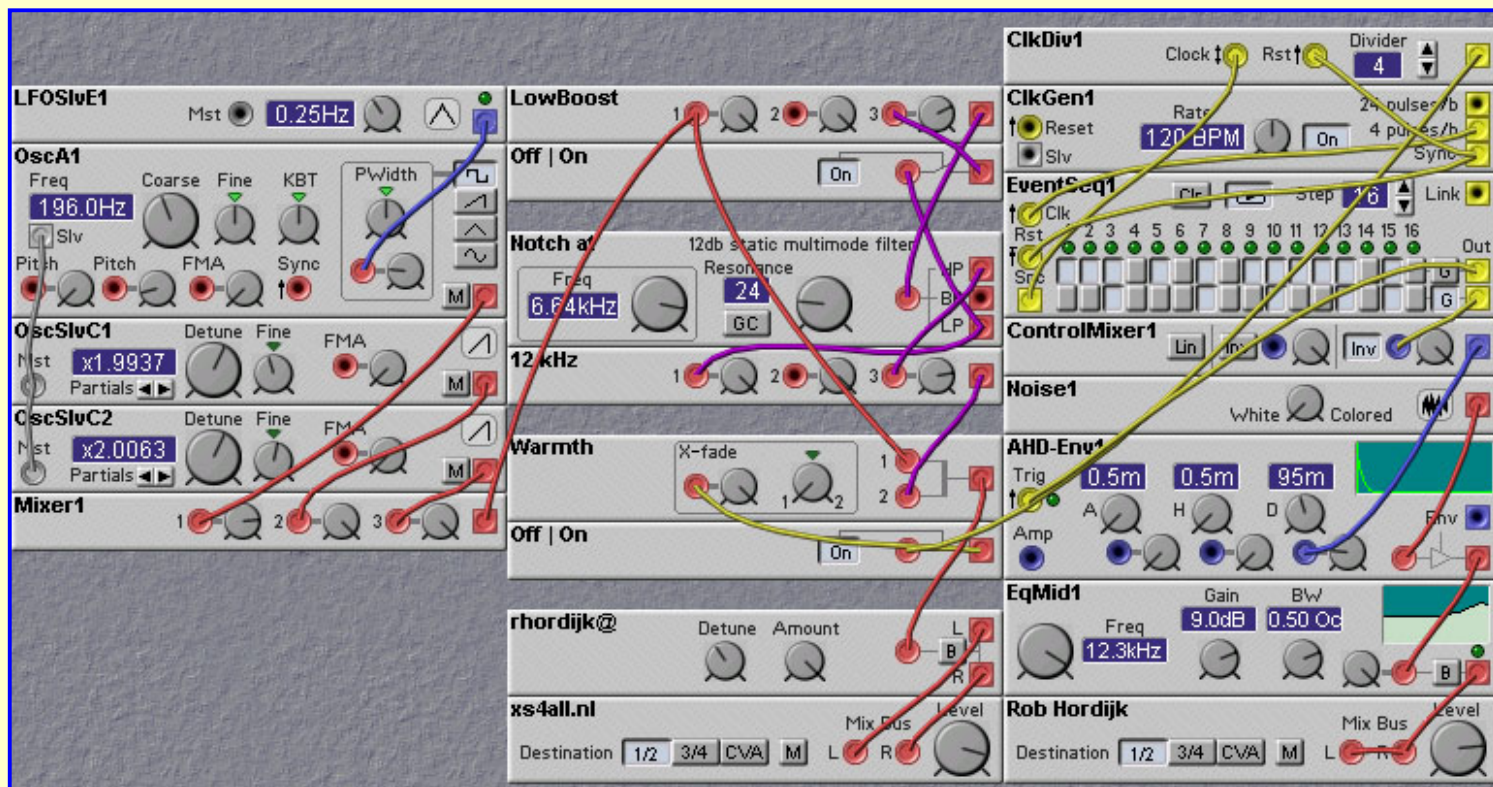 LFOSlvE1
Mst 0.25Hz
OscA1
Freq Coarse Fine KBT PWidth
196.0Hz
Slv
Pitch Pitch FMA Sync
M
OscSlvC1 Detune Fine FMA
Mst x1.9937
Partials M
OscSlvC2 Detune Fine FMA
Mst x2.0063
Partials M
Mixer1
1 2 3
LowBoost
1 2 3
Off | On
On
Notch at 12db static multimode filter
Freq Resonance HP
6.64kHz 24
GC LP
12 kHz
1 2 3
Warmth X-fade
1
1 2 2
Off | On
On
rhordijk@
Detune Amount L
B
R
xs4all.nl Mix Bus Level
Destination 1/2 3/4 CVA M L R
ClkDiv1 Clock Rst Divider
4
ClkGen1 Rate 24 pulses/b
Reset 120 BPM 4 pulses/b
Slv On Sync
EventSeq1 Clr Step 16 Link
Clk
Rst 2 3 4 5 6 7 8 9 10 11 12 13 14 15 16 Out
G
G
ControlMixer1 Lin Inv Inv
Noise1
White Colored
AHD-Env1
Trig 0.5m 0.5m 95m
A H D Env
Amp
EqMid1 Gain BW
Freq 9.0dB 0.50 Oc
12.3kHz
B
Rob Hordijk Mix Bus Level
Destination 1/2 3/4 CVA M L R